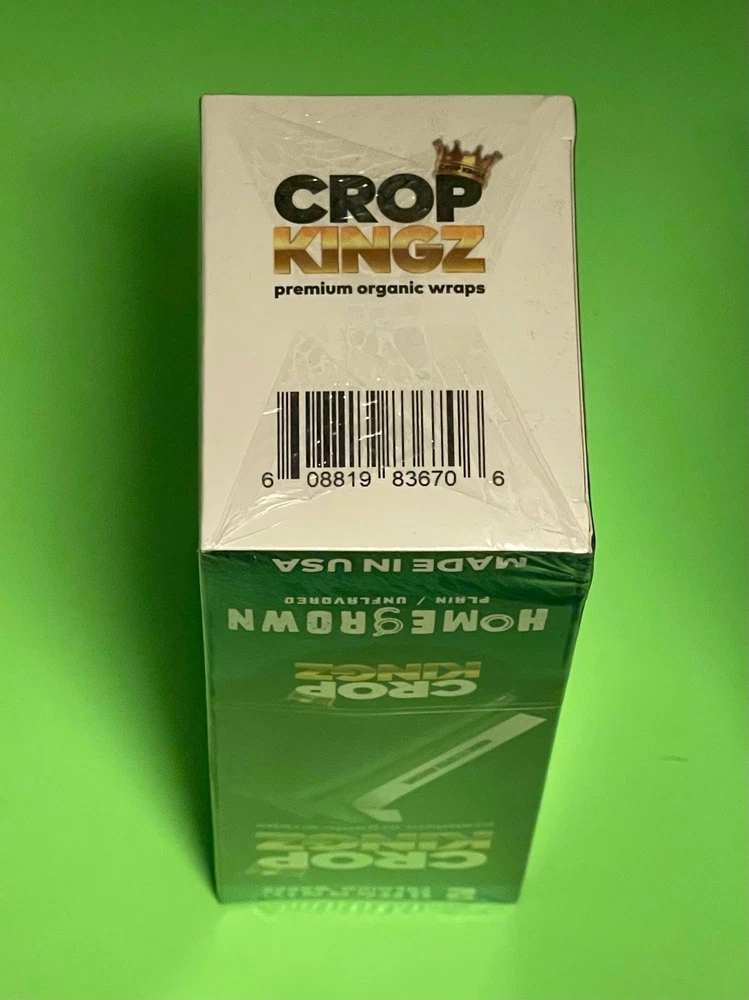 CROP
KINGZ
premium organic wraps
6 08819 83670 6
MADE IN USA
PLAIN / UNFLAVORED
HOMEGROWN
CROP
KINGZ
KINGZ
CROP